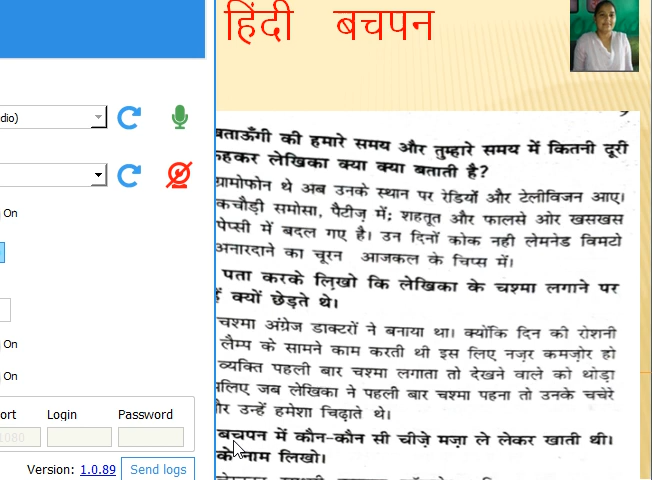 हिंदी बचपन
dio)
On
On
On
ort Login Password
1080
Version: 1.0.89 Send logs
बताऊँगी की हमारे समय और तुम्हारे समय में कितनी दूरी
कहकर लेखिका क्या क्या बताती है?
ग्रामोफोन थे अब उनके स्थान पर रेडियों और टेलीविजन आए।
कचौड़ी समोसा, पैटीज़ में; शहतूत और फालसे ओर खसखस
पेप्सी में बदल गए है। उन दिनों कोक नही लेमनेड विमटो
अनारदाने का चूरन आजकल के चिप्स में।
पता करके लिखो कि लेखिका के चश्मा लगाने पर
क्यों छेड़ते थे।
चश्मा अंग्रेज डाक्टरों ने बनाया था। क्योंकि दिन की रोशनी
लैम्प के सामने काम करती थी इस लिए नज़र कमज़ोर हो
व्यक्ति पहली बार चश्मा लगाता तो देखने वाले को थोड़ा
लिए जब लेखिका ने पहली बार चश्मा पहना तो उनके चचेरे
और उन्हें हमेशा चिढ़ाते थे।
बचपन में कौन-कौन सी चीज़े मज़ा ले लेकर खाती थी।
के नाम लिखो।